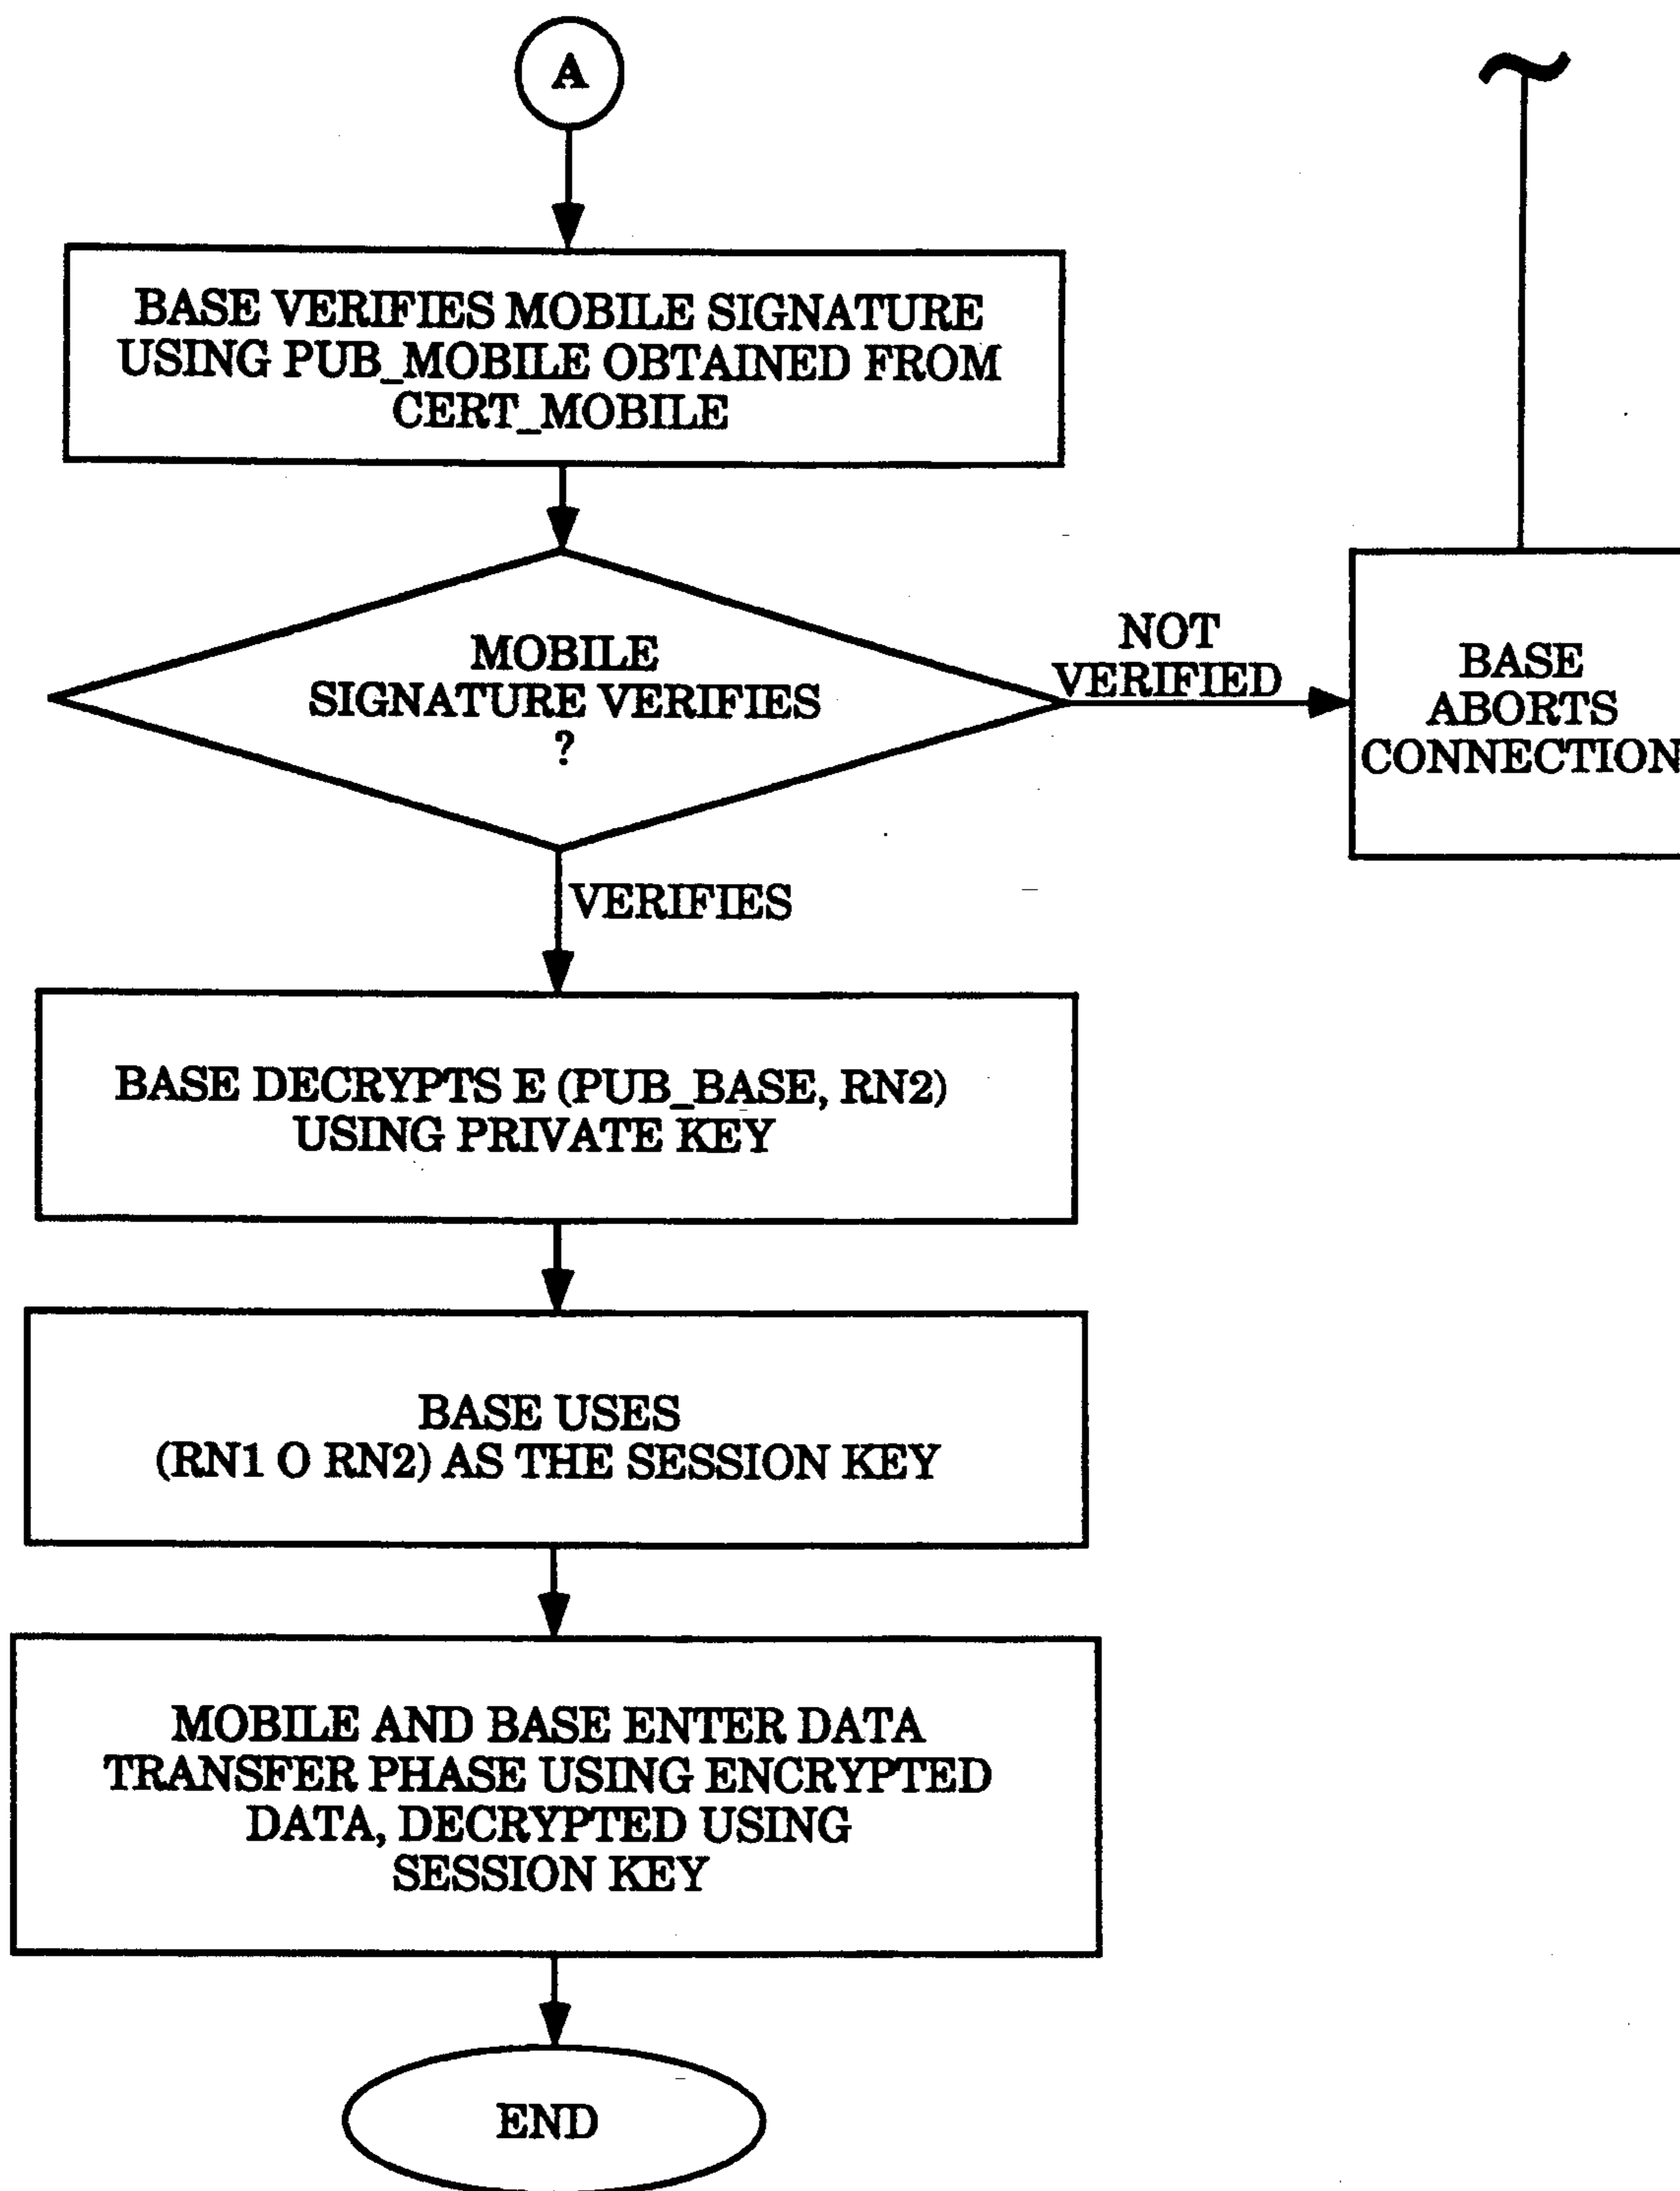 A
BASE VERIFIES MOBILE SIGNATURE
USING PUB_MOBILE OBTAINED FROM
CERT_MOBILE
MOBILE
SIGNATURE VERIFIES
?
NOT
VERIFIED
BASE
ABORTS
CONNECTION
VERIFIES
BASE DECRYPTS E (PUB_BASE, RN2)
USING PRIVATE KEY
BASE USES
(RN1 O RN2) AS THE SESSION KEY
MOBILE AND BASE ENTER DATA
TRANSFER PHASE USING ENCRYPTED
DATA, DECRYPTED USING
SESSION KEY
END